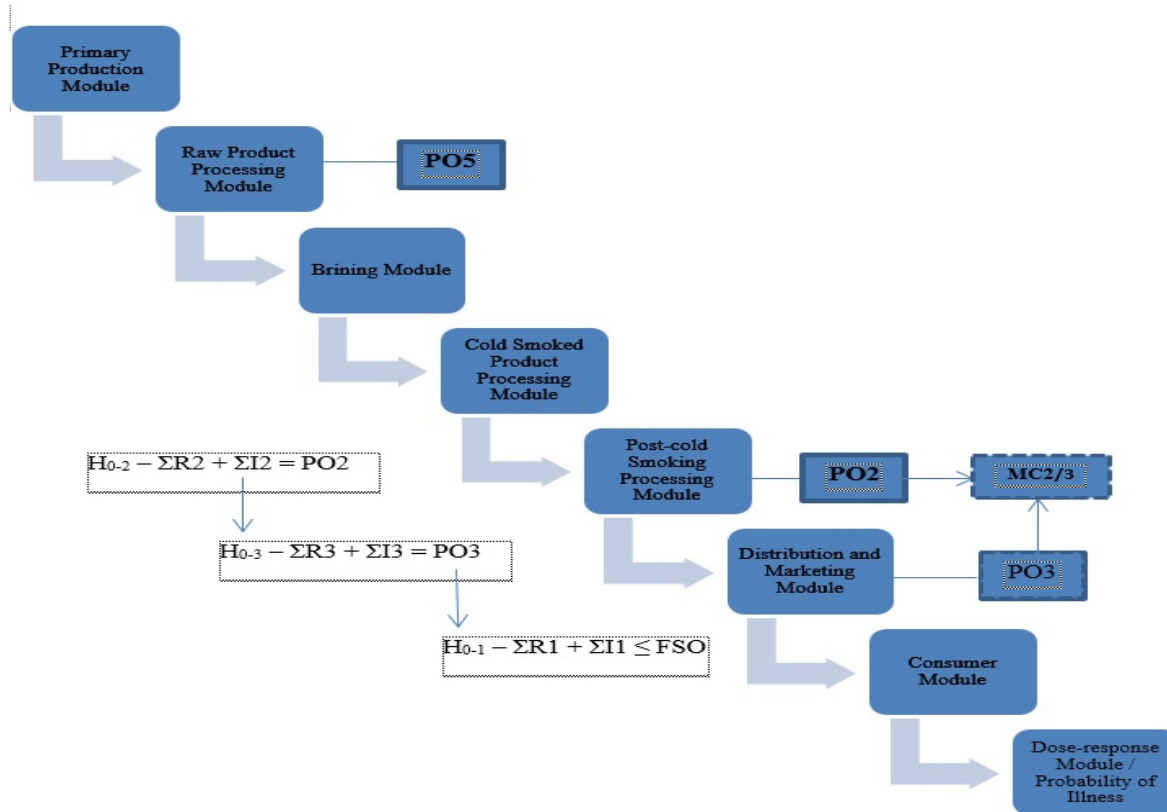 Primary
Production
Module
Raw Product
Processing
Module
PO5
Brining Module
Cold Smoked
Product
Processing
Module
Post-cold
Smoking
Processing
Module
PO2
MC2/3
H0-2 – ΣR2 + ΣI2 = PO2
H0-3 – ΣR3 + ΣI3 = PO3
H0-1 – ΣR1 + ΣI1 ≤ FSO
Distribution and
Marketing
Module
PO3
Consumer
Module
Dose-response
Module /
Probability of
Illness